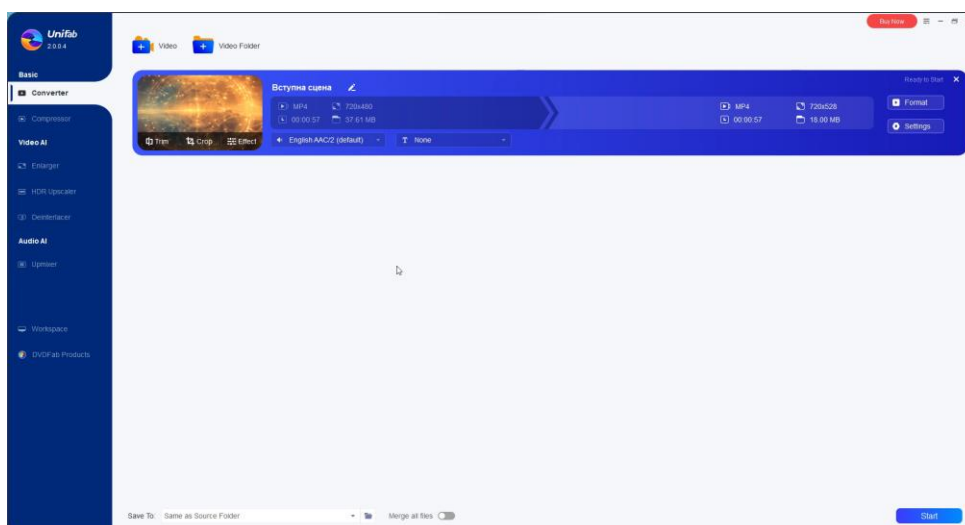 Unifab
2.0.0.4
Buy Now
Video
Video Folder
Basic
Converter
Compressor
Video AI
Enlarger
HDR Upscaler
Deinterlacer
Audio AI
Upmixer
Workspace
DVDFab Products
Вступна сцена
Ready to Start
MP4 720x480
00:00:57 37.61 MB
MP4 720x528
00:00:57 18.00 MB
Format
Settings
Trim Crop Effect
English AAC/2 (default)
None
Save To: Same as Source Folder
Merge all files
Start